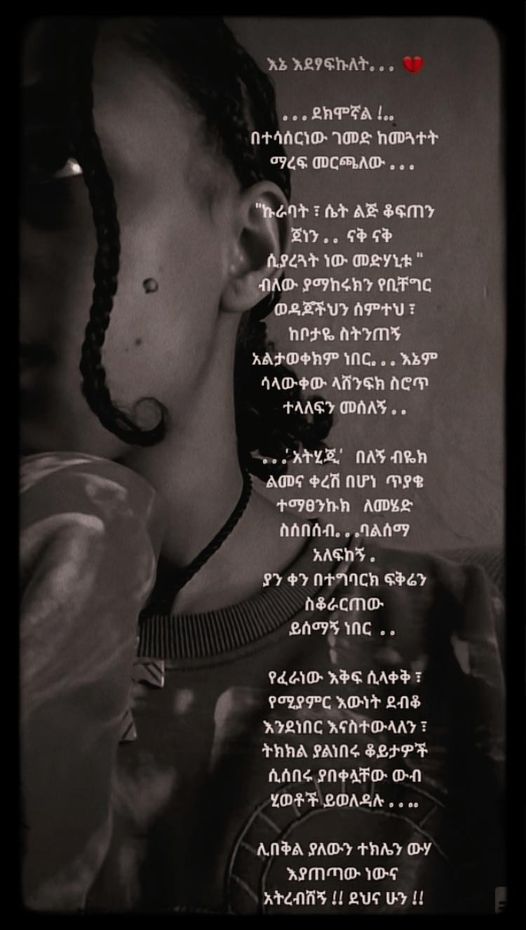 እኔ እደፃፍኩለት... 💔
...ደክሞኛል !..
በተሳሰርነው ገመድ ከመጓተት
ማረፍ መርጫለው ...
"ኩራባት ፣ ሴት ልጅ ቆፍጠን
ጀነን .. ናቅ ናቅ
ሲያረጓት ነው መድሃኒቱ "
ብለው ያማከሩክን የቢቸግር
ወዳጆችህን ሰምተህ ፣
ከቦታዬ ስትንጠኝ
አልታወቀክም ነበር... እኔም
ሳላውቀው ላሸንፍክ ስሮጥ
ተላለፍን መሰለኝ ..
...'አትሂጂ' በለኝ ብዬክ
ልመና ቀረሽ በሆነ ጥያቄ
ተማፀንኩክ ለመሄድ
ስሰበሰብ...ባልሰማ
አለፍከኝ .
ያን ቀን በተግባርክ ፍቅሬን
ስቆራርጠው
ይሰማኝ ነበር ..
የፈራነው እቅፍ ሲላቀቅ ፣
የሚያምር እውነት ደብቆ
እንደነበር እናስተውላለን ፣
ትክክል ያልነበሩ ቆይታዎች
ሲሰበሩ ያበቀሏቸው ውብ
ሂወቶች ይወለዳሉ ....
ሊበቅል ያለውን ተክሌን ውሃ
እያጠጣው ነውና
አትረብሸኝ !! ደህና ሁን !!